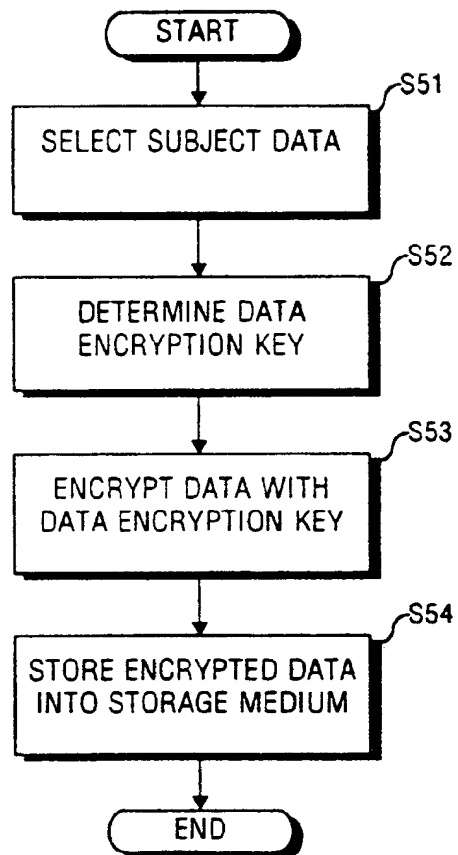 START
S51
SELECT SUBJECT DATA
S52
DETERMINE DATA
ENCRYPTION KEY
S53
ENCRYPT DATA WITH
DATA ENCRYPTION KEY
S54
STORE ENCRYPTED DATA
INTO STORAGE MEDIUM
END